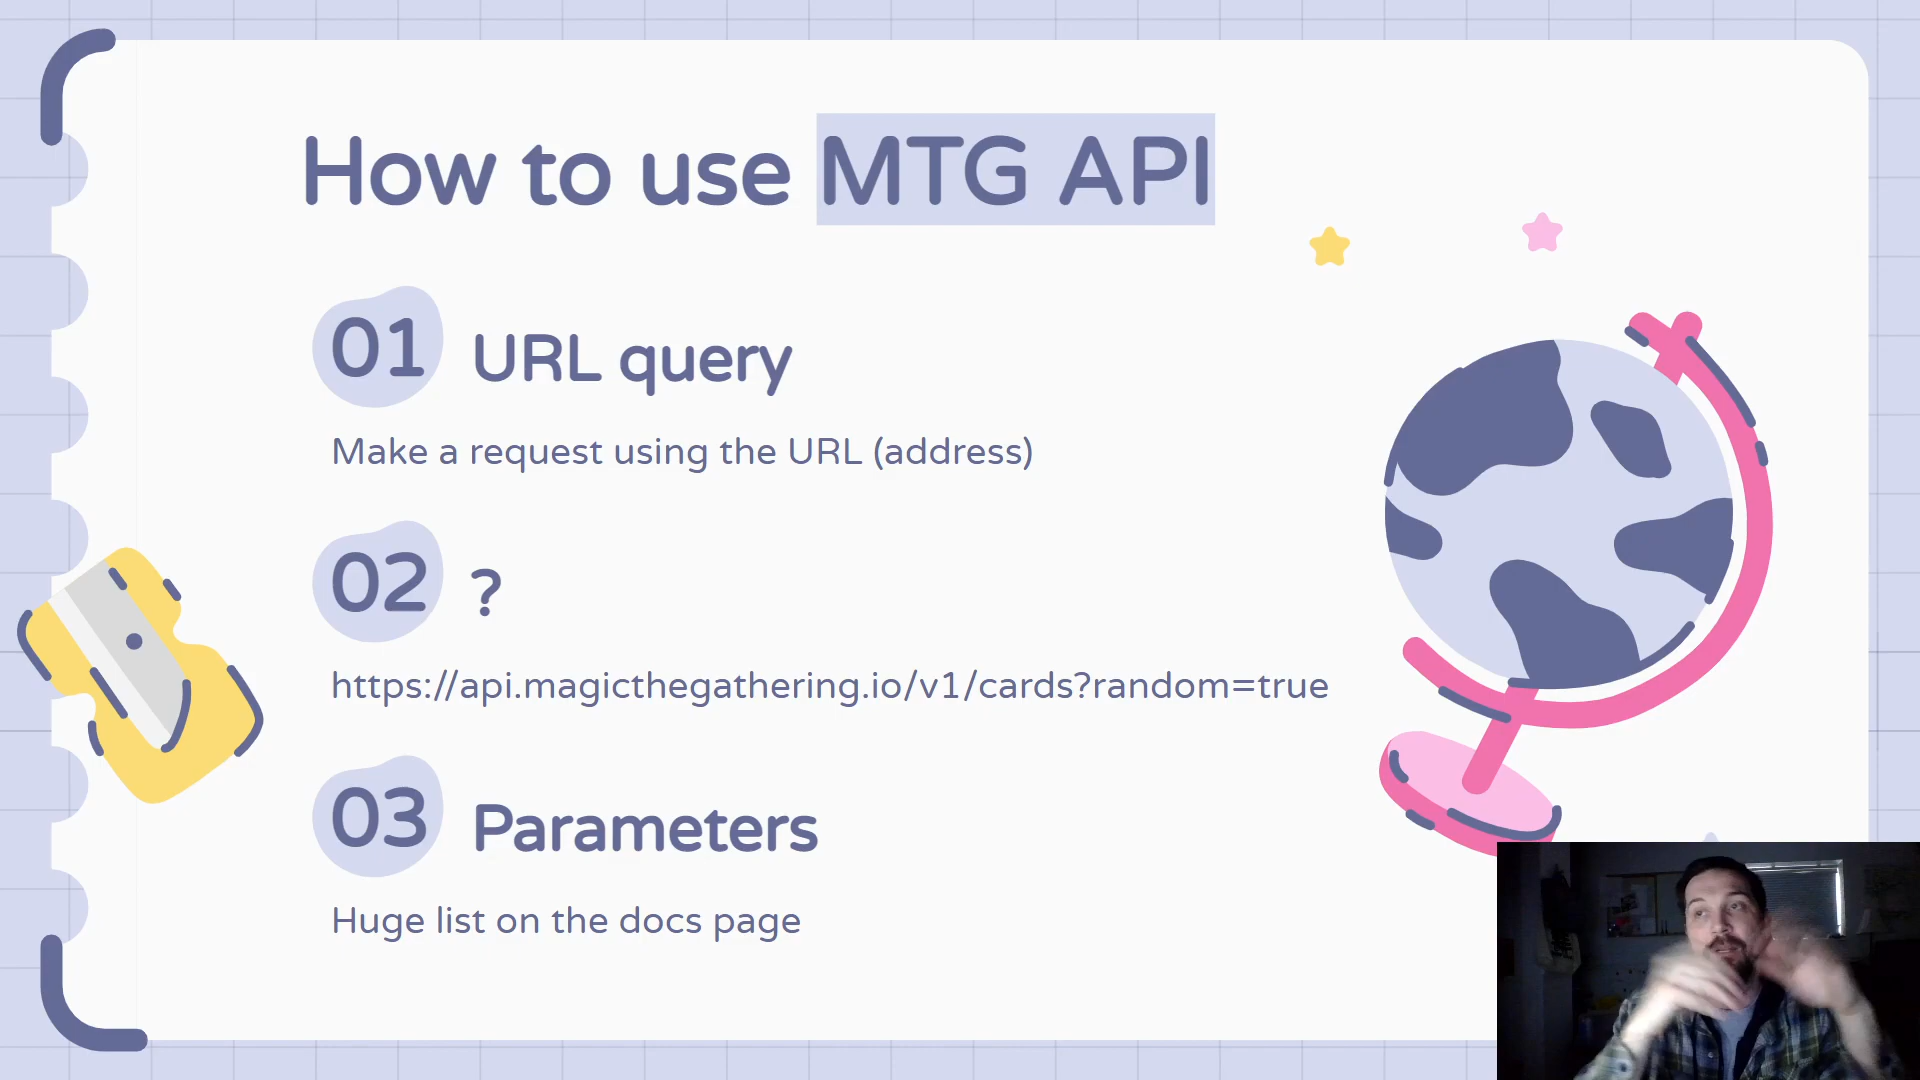 How to use MTG API
01 URL query
Make a request using the URL (address)
02 ?
https://api.magicthegathering.io/v1/cards?random=true
03 Parameters
Huge list on the docs page